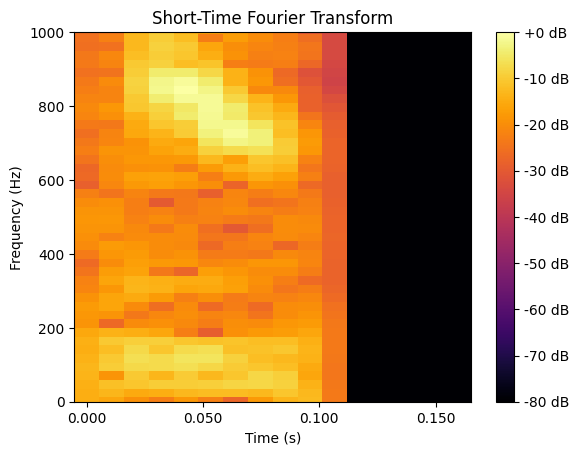 Short-Time Fourier Transform
1000
800
600
400
200
0
Frequency (Hz)
0.000
0.050
0.100
0.150
Time (s)
+0 dB
-10 dB
-20 dB
-30 dB
-40 dB
-50 dB
-60 dB
-70 dB
-80 dB